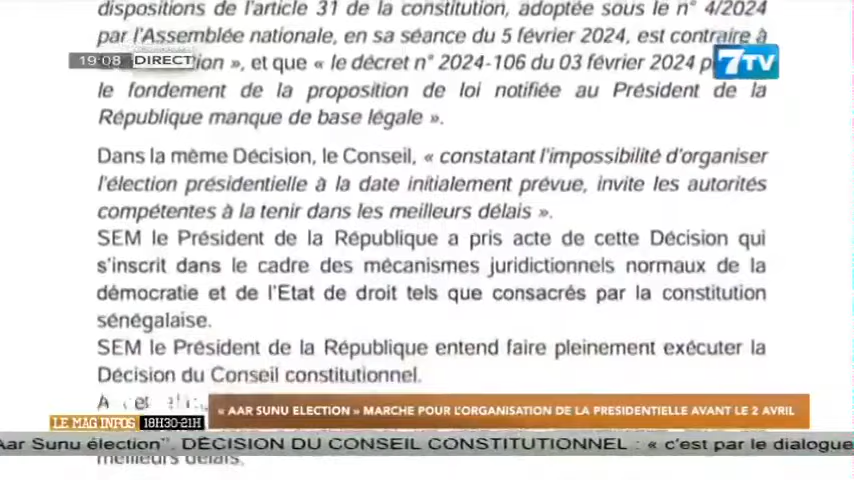 dispositions de l'article 31 de la constitution, adoptée sous le n° 4/2024
par l'Assemblée nationale, en sa séance du 5 février 2024, est contraire à
19:08 DIRECT », et que « le décret n° 2024-106 du 03 février 2024 7TV
le fondement de la proposition de loi notifiée au Président de la
République manque de base légale ».
Dans la même Décision, le Conseil, « constatant l'impossibilité d'organiser
l'élection présidentielle à la date initialement prévue, invite les autorités
compétentes à la tenir dans les meilleurs délais ».
SEM le Président de la République a pris acte de cette Décision qui
s'inscrit dans le cadre des mécanismes juridictionnels normaux de la
démocratie et de l'Etat de droit tels que consacrés par la constitution
sénégalaise.
SEM le Président de la République entend faire pleinement exécuter la
Décision du Conseil constitutionnel.
« AAR SUNU ELECTION » MARCHE POUR L'ORGANISATION DE LA PRESIDENTIELLE AVANT LE 2 AVRIL
LE MAG INFOS 18H30-21H
Aar Sunu élection". DÉCISION DU CONSEIL CONSTITUTIONNEL : « c'est par le dialogue
meilleurs délais.